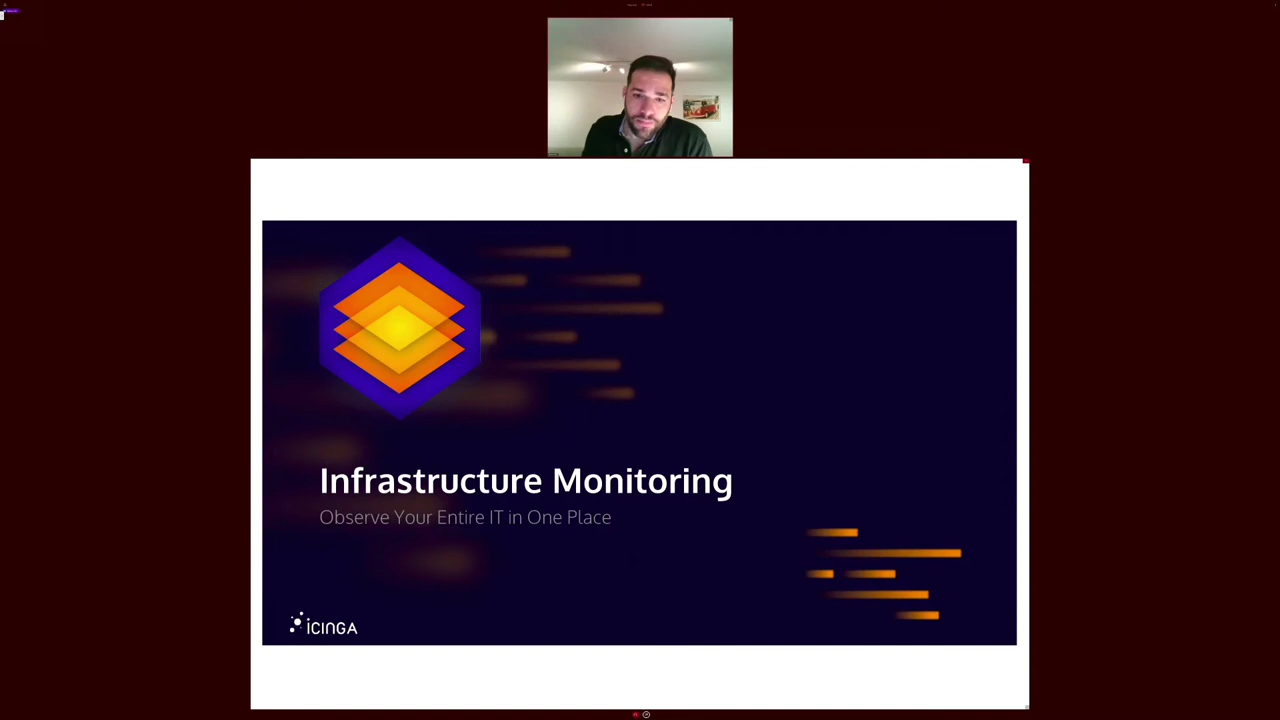 Infrastructure Monitoring
Observe Your Entire IT in One Place
ICINGA